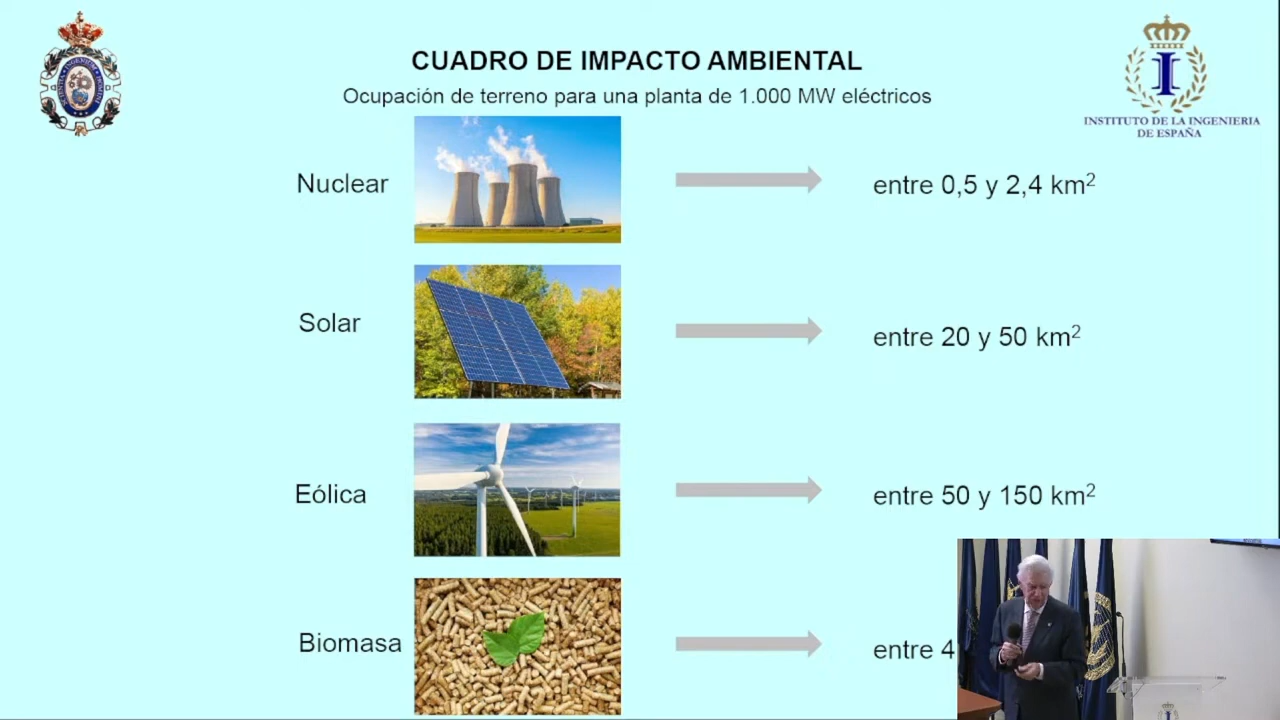 CUADRO DE IMPACTO AMBIENTAL
Ocupación de terreno para una planta de 1.000 MW eléctricos
INSTITUTO DE LA INGENIERIA
DE ESPAÑA
Nuclear
entre 0,5 y 2,4 km²
Solar
entre 20 y 50 km²
Eólica
entre 50 y 150 km²
Biomasa
entre 4